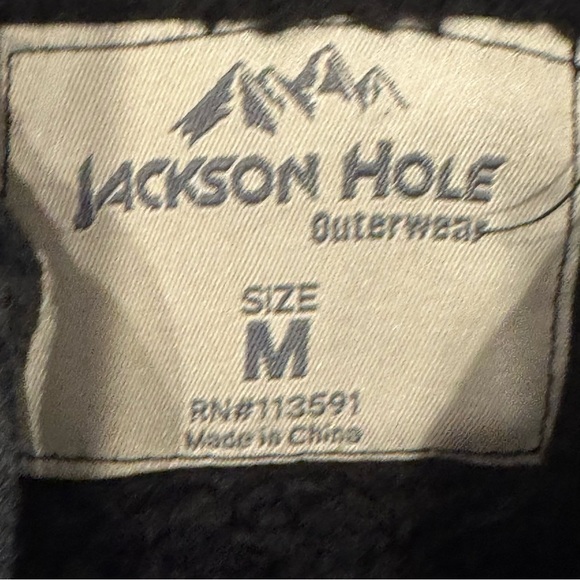 JACKSON HOLE
Outerwear
SIZE
M
RN#113591
Made in China